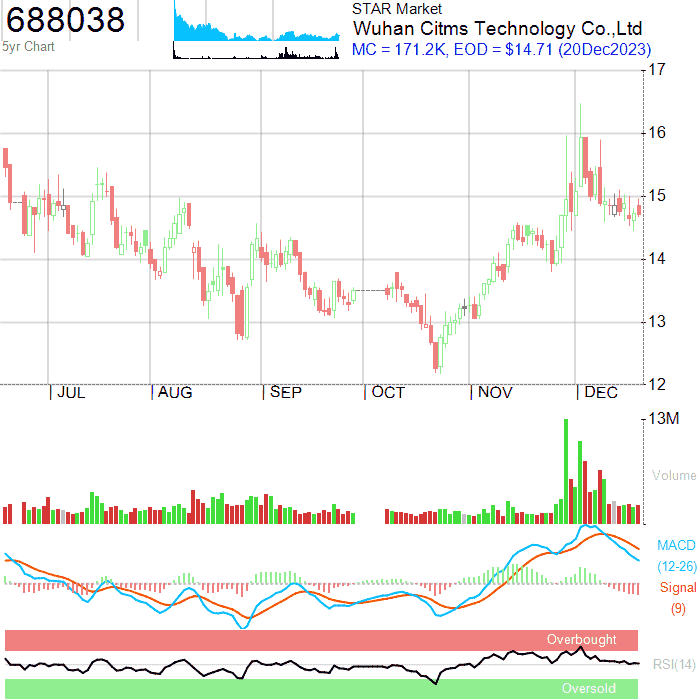 688038
5yr Chart
STAR Market
Wuhan Citms Technology Co.,Ltd
MC = 171.2K, EOD = $14.71 (20Dec2023)
17
16
15
14
13
12
JUL AUG SEP OCT NOV DEC
13M
Volume
MACD
(12-26)
Signal
(9)
Overbought
RSI(14)
Oversold